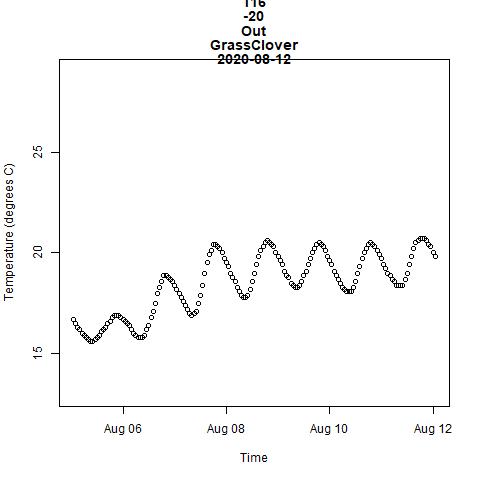 T16
-20
Out
GrassClover
2020-08-12
Temperature (degrees C)
25
20
15
Aug 06 Aug 08 Aug 10 Aug 12
Time